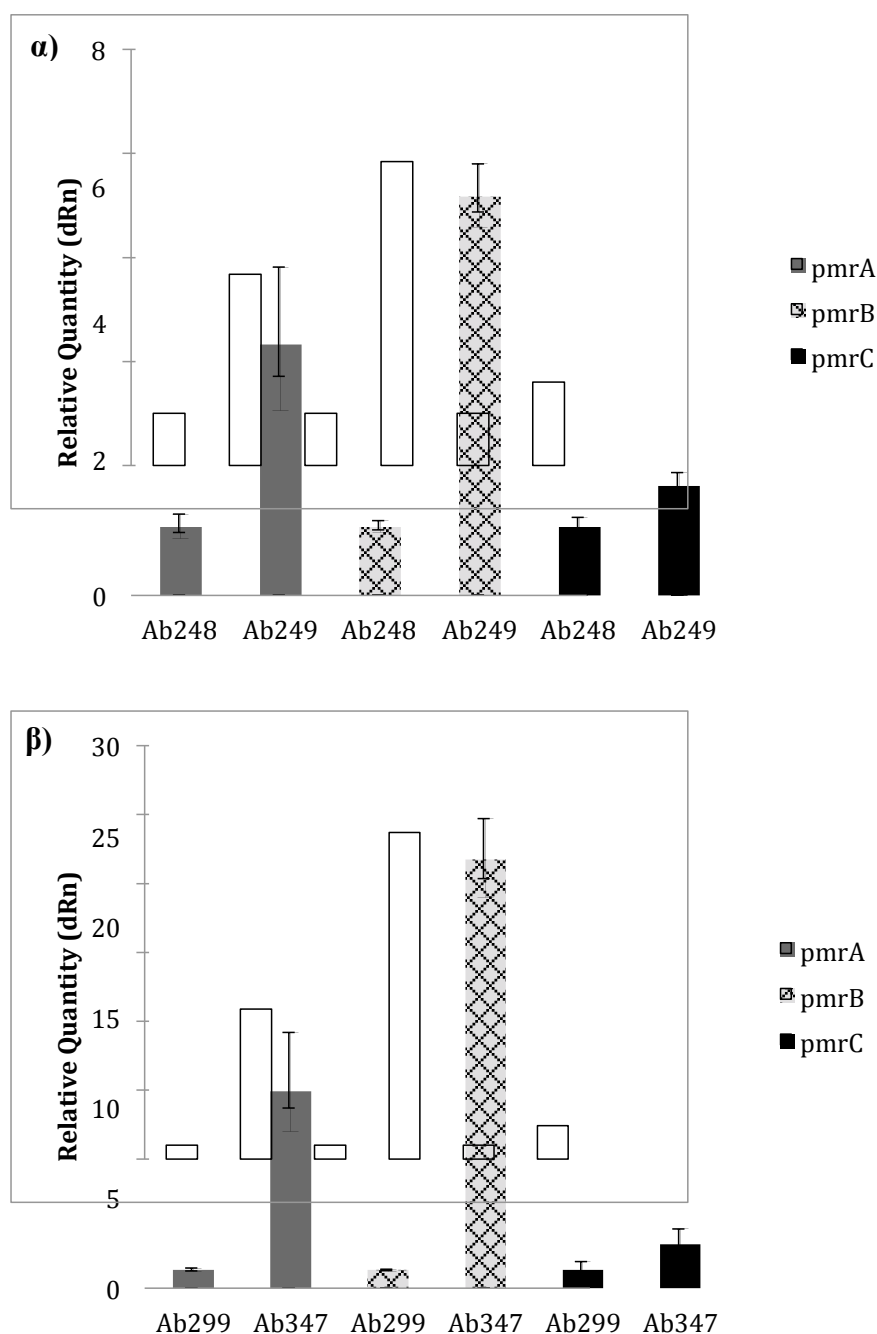 α)
8
6
4
2
0
Relative Quantity (dRn)
Ab248 Ab249 Ab248 Ab249 Ab248 Ab249
pmrA
pmrB
pmrC
β)
30
25
20
15
10
5
0
Relative Quantity (dRn)
Ab299 Ab347 Ab299 Ab347 Ab299 Ab347
pmrA
pmrB
pmrC